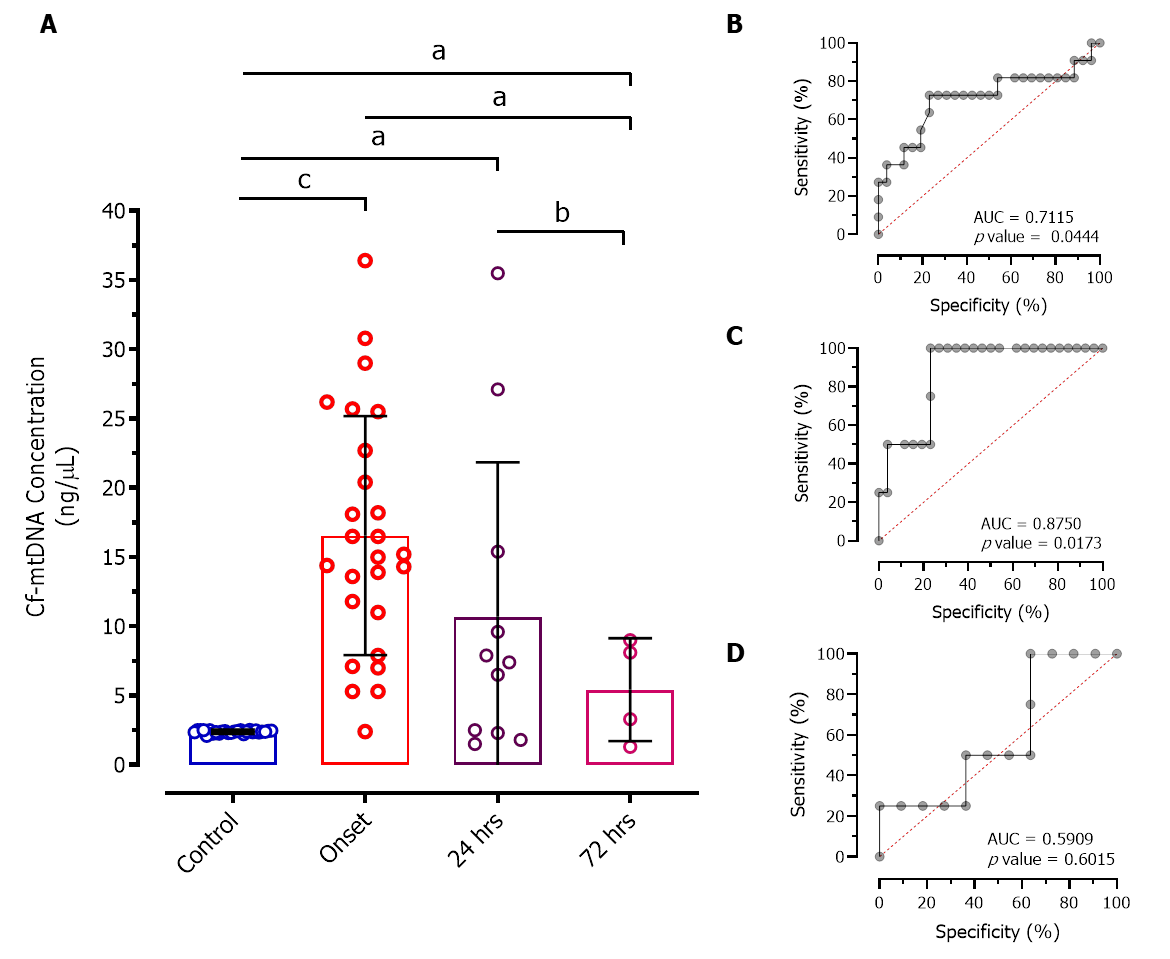 A
a
a
a
c
b
40
35
30
25
20
15
10
5
0
Cf-mtDNA Concentration
(ng/μL)
Control
Onset
24 hrs
72 hrs
B
100
80
60
40
20
0
Sensitivity (%)
AUC = 0.7115
p value = 0.0444
0 20 40 60 80 100
Specificity (%)
C
100
80
60
40
20
0
Sensitivity (%)
AUC = 0.8750
p value = 0.0173
0 20 40 60 80 100
Specificity (%)
D
100
80
60
40
20
0
Sensitivity (%)
AUC = 0.5909
p value = 0.6015
0 20 40 60 80 100
Specificity (%)